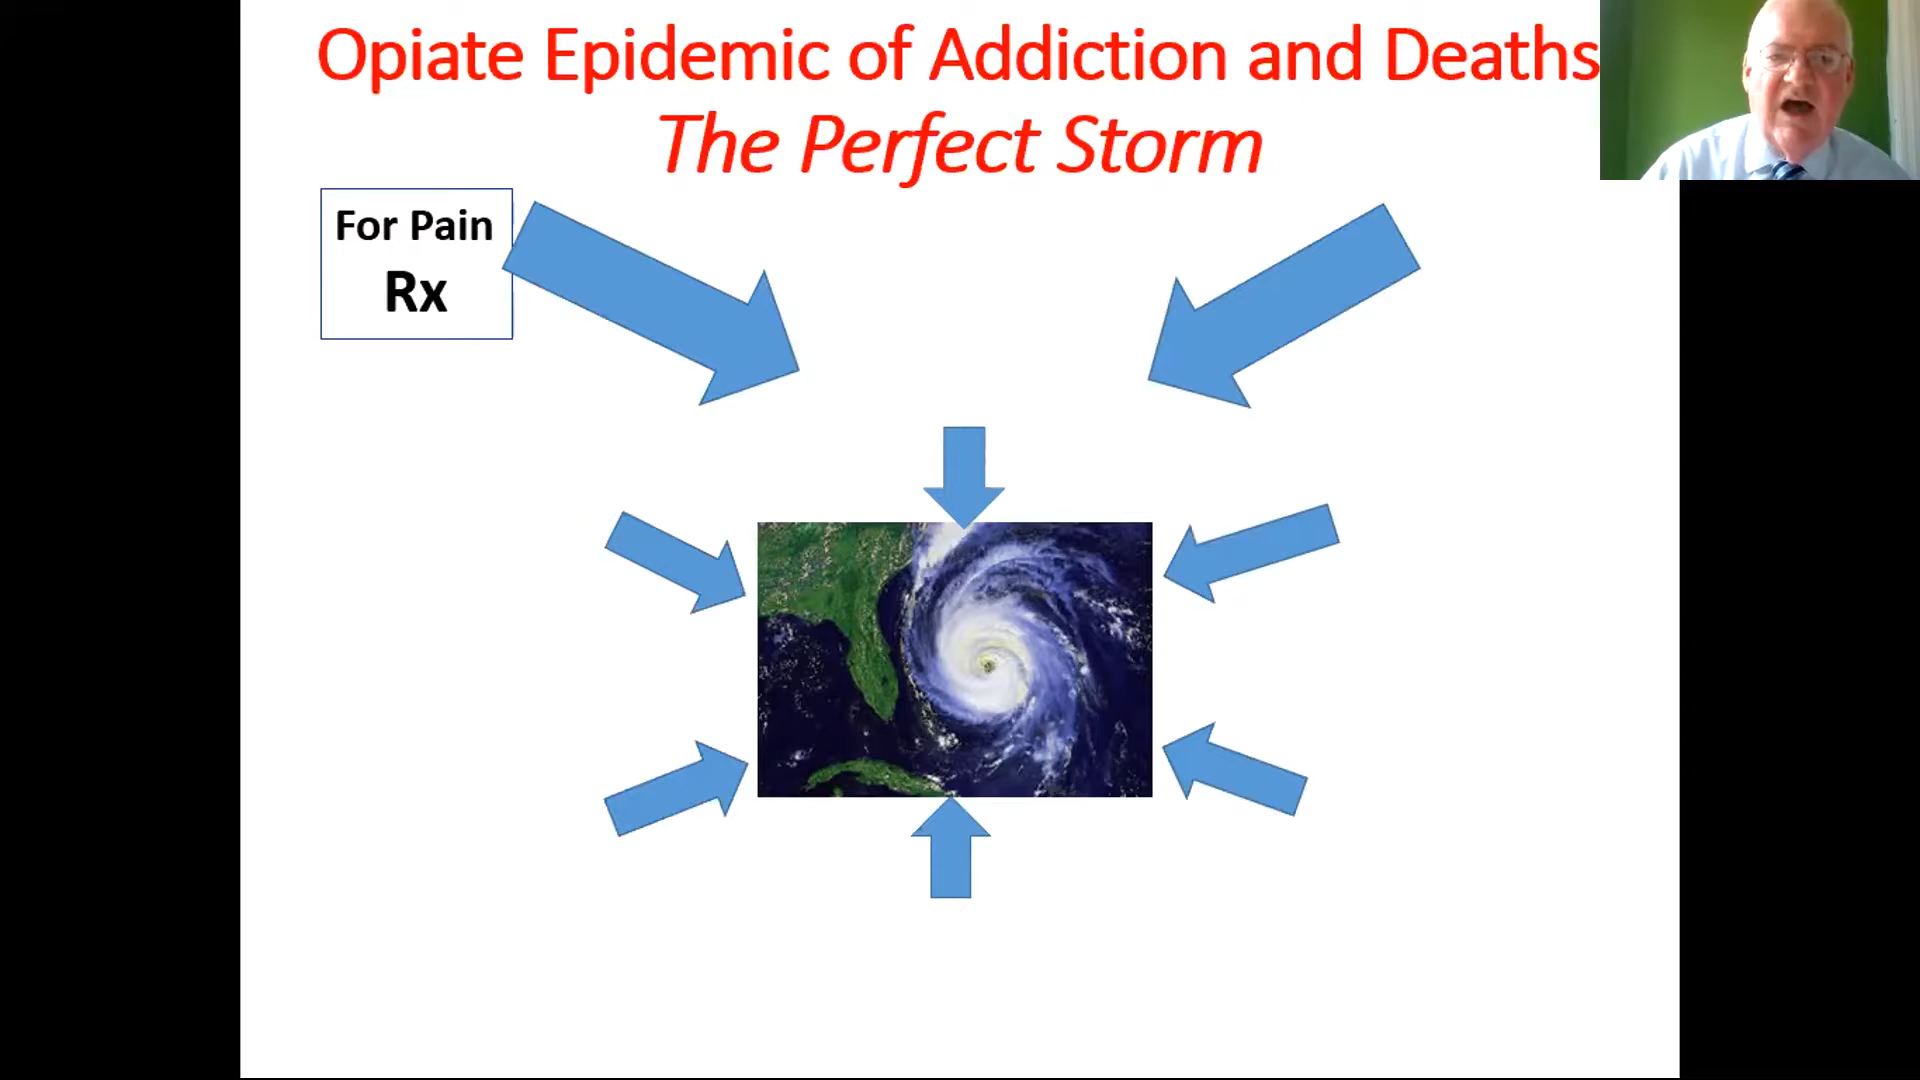 Opiate Epidemic of Addiction and Deaths
The Perfect Storm
For Pain
Rx